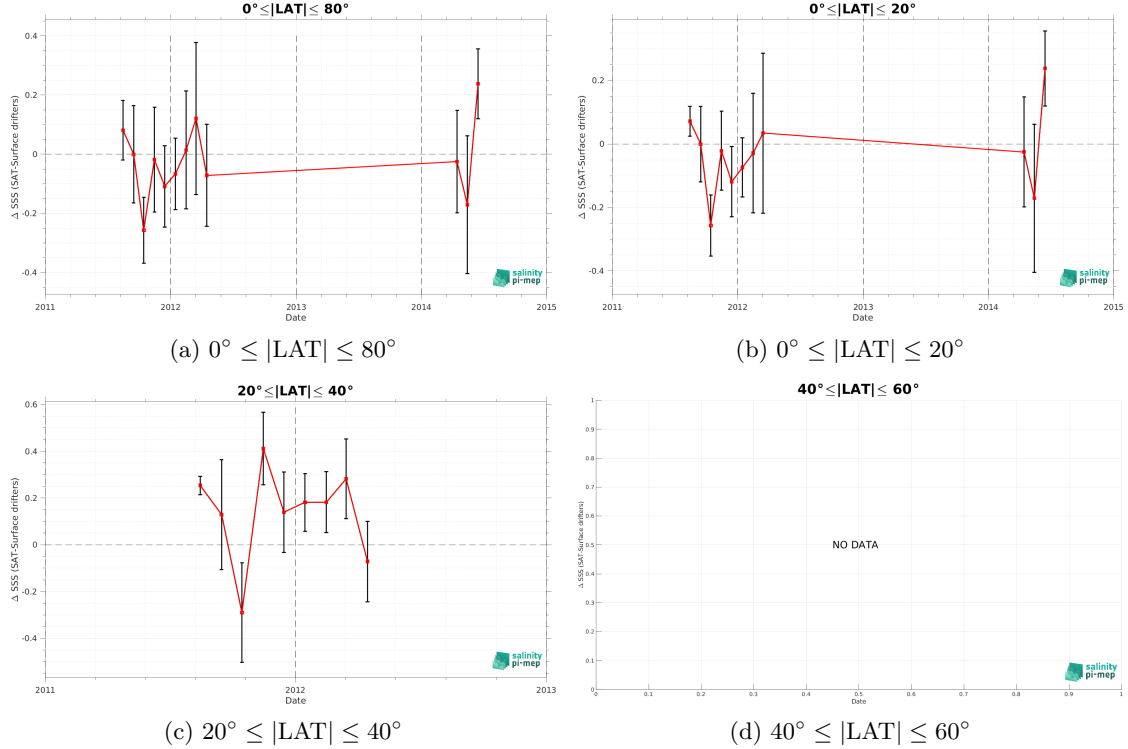 0°≤|LAT|≤ 80°
Δ SSS (SAT-Surface drifters)
0.4
0.2
0
-0.2
-0.4
2011
2012
2013
2014
2015
Date
salinity
pi-mep
(a) 0° ≤ |LAT| ≤ 80°
0°≤|LAT|≤ 20°
Δ SSS (SAT-Surface drifters)
0.2
0
-0.2
-0.4
2011
2012
2013
2014
2015
Date
salinity
pi-mep
(b) 0° ≤ |LAT| ≤ 20°
20°≤|LAT|≤ 40°
Δ SSS (SAT-Surface drifters)
0.6
0.4
0.2
0
-0.2
-0.4
2011
2012
2013
Date
salinity
pi-mep
(c) 20° ≤ |LAT| ≤ 40°
40°≤|LAT|≤ 60°
Δ SSS (SAT-Surface drifters)
1
0.9
0.8
0.7
0.6
0.5
0.4
0.3
0.2
0.1
0
NO DATA
0
0.1
0.2
0.3
0.4
0.5
0.6
0.7
0.8
0.9
1
Date
salinity
pi-mep
(d) 40° ≤ |LAT| ≤ 60°